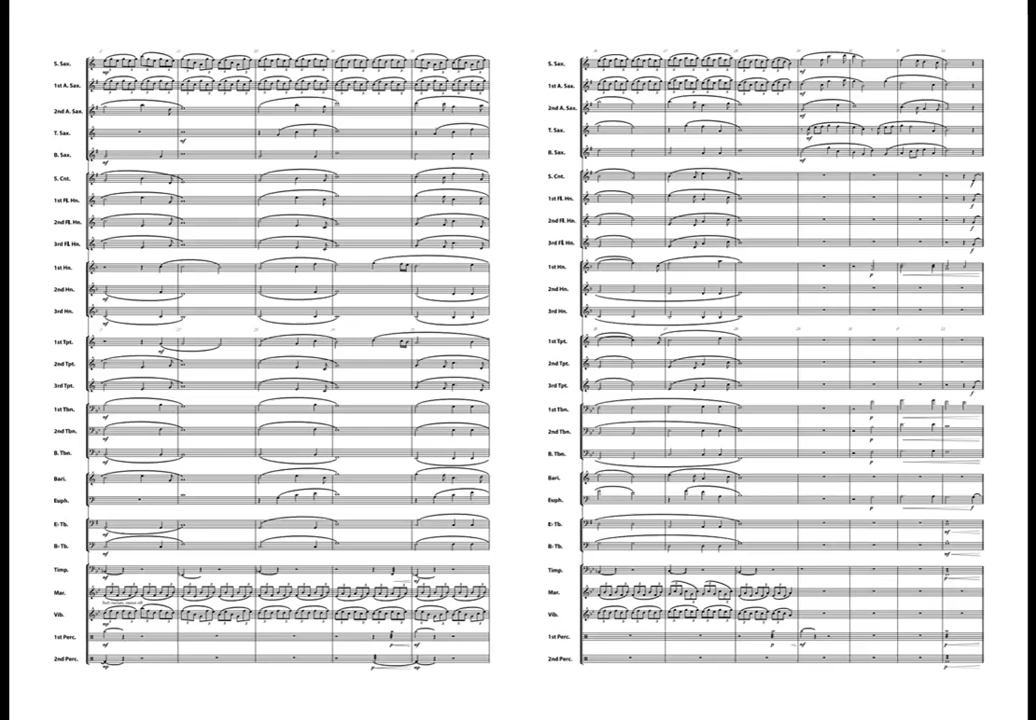 S. Sax.
1st A. Sax.
2nd A. Sax.
T. Sax.
B. Sax.
S. Cnt.
1st Fl. Hn.
2nd Fl. Hn.
3rd Fl. Hn.
1st Hn.
2nd Hn.
3rd Hn.
1st Tpt.
2nd Tpt.
3rd Tpt.
1st Tbn.
2nd Tbn.
B. Tbn.
Bari.
Euph.
E♭ Tb.
B♭ Tb.
Timp.
Mar.
Vib.
1st Perc.
2nd Perc.
S. Sax.
1st A. Sax.
2nd A. Sax.
T. Sax.
B. Sax.
S. Cnt.
1st Fl. Hn.
2nd Fl. Hn.
3rd Fl. Hn.
1st Hn.
2nd Hn.
3rd Hn.
1st Tpt.
2nd Tpt.
3rd Tpt.
1st Tbn.
2nd Tbn.
B. Tbn.
Bari.
Euph.
E♭ Tb.
B♭ Tb.
Timp.
Mar.
Vib.
1st Perc.
2nd Perc.